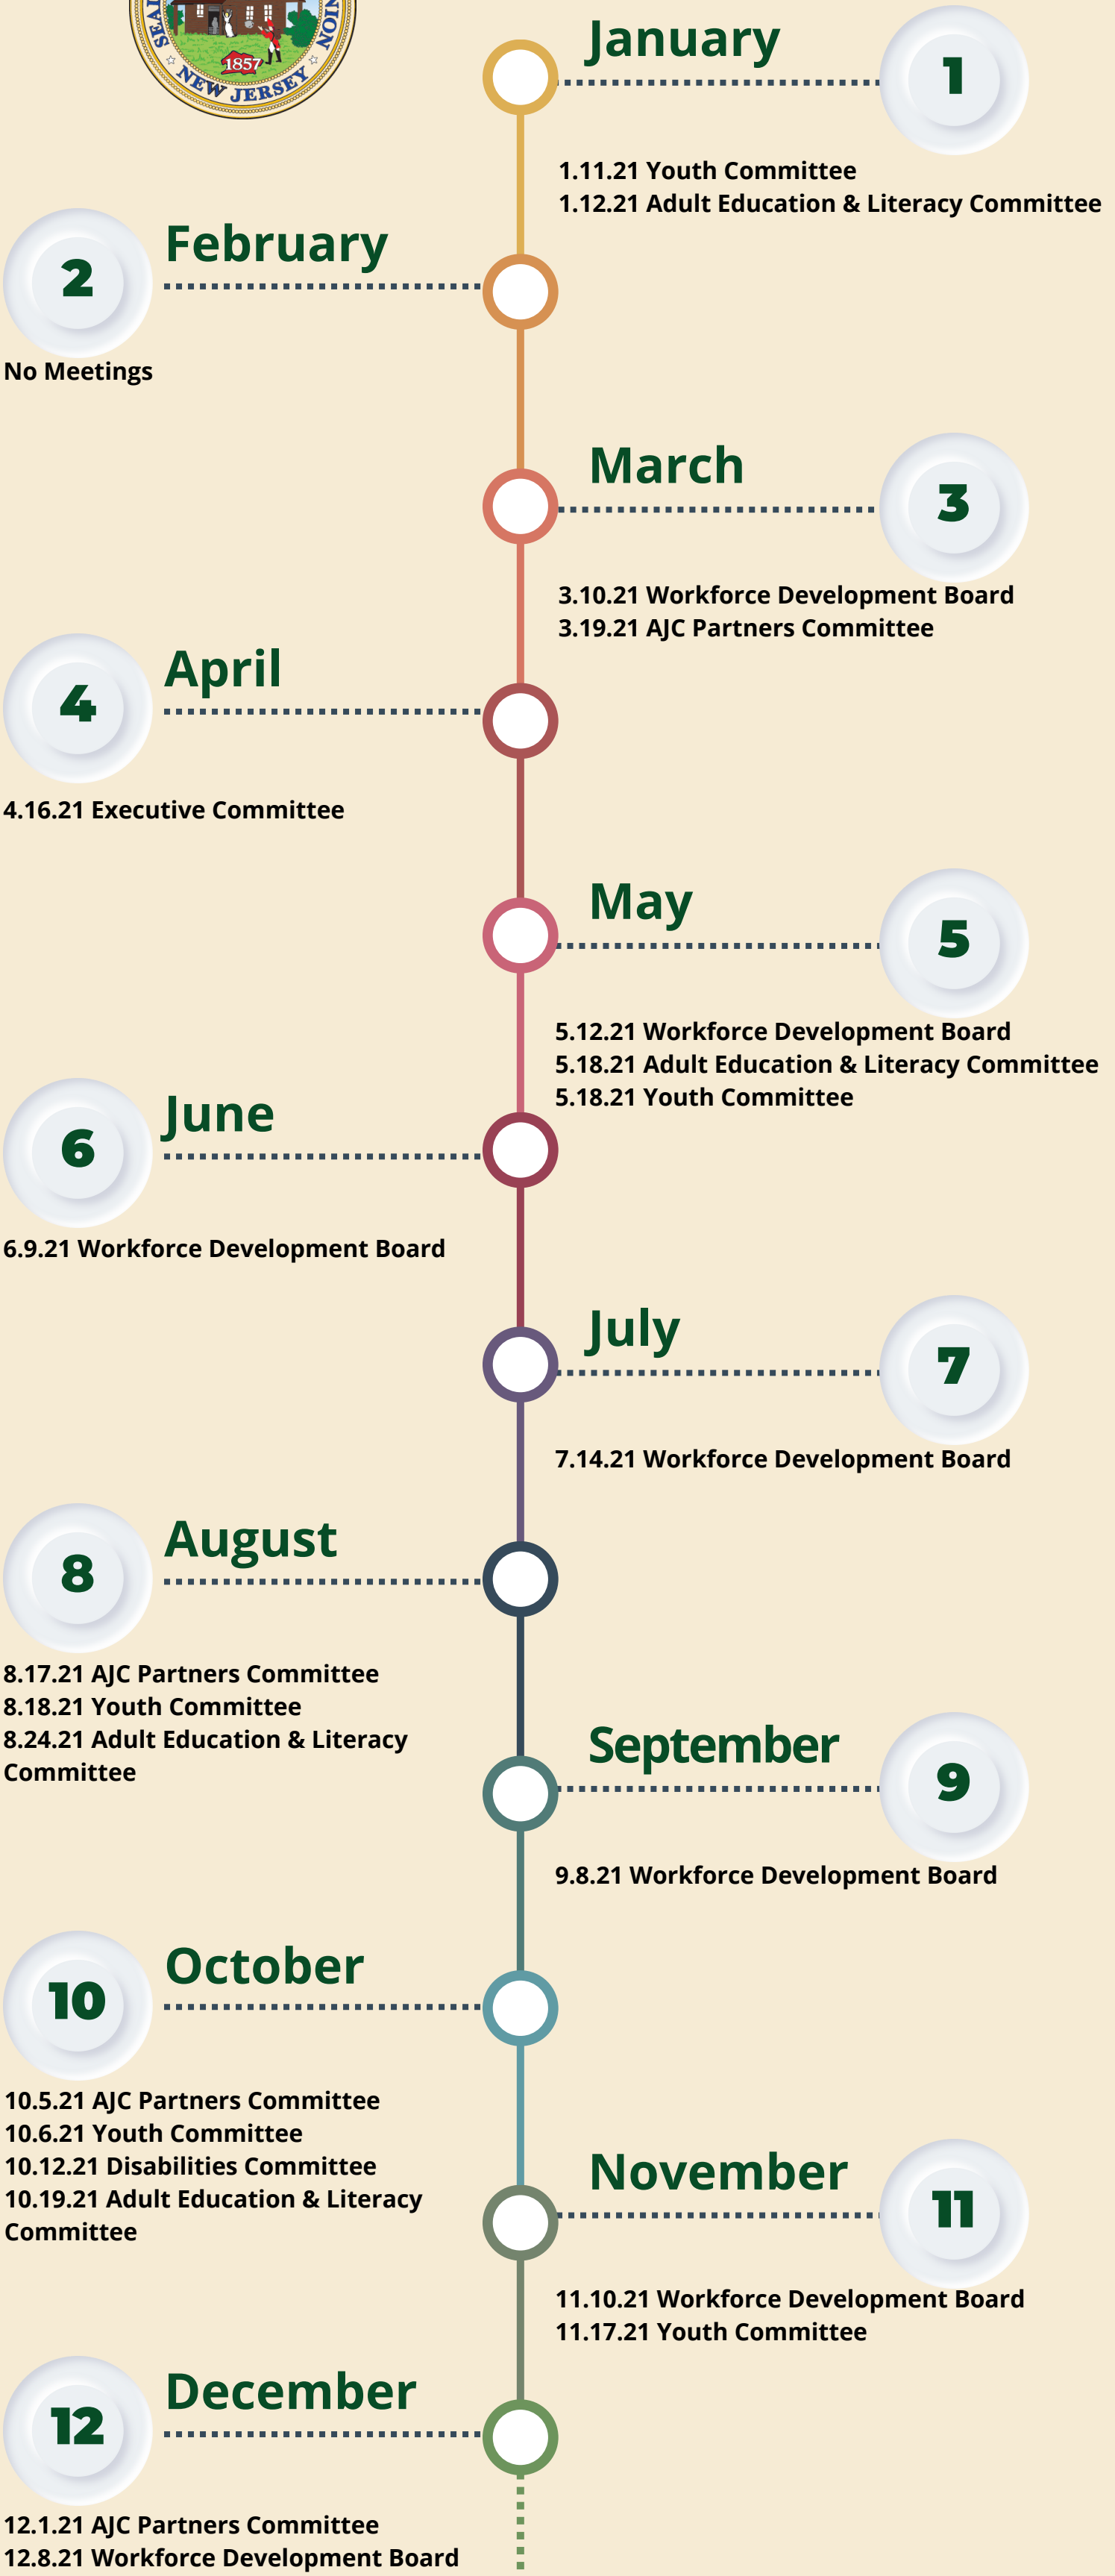 SEAL
ION
1857
NEW JERSEY
January
1
1.11.21 Youth Committee
1.12.21 Adult Education & Literacy Committee
February
2
No Meetings
March
3
3.10.21 Workforce Development Board
3.19.21 AJC Partners Committee
April
4
4.16.21 Executive Committee
May
5
5.12.21 Workforce Development Board
5.18.21 Adult Education & Literacy Committee
5.18.21 Youth Committee
June
6
6.9.21 Workforce Development Board
July
7
7.14.21 Workforce Development Board
August
8
8.17.21 AJC Partners Committee
8.18.21 Youth Committee
8.24.21 Adult Education & Literacy
Committee
September
9
9.8.21 Workforce Development Board
October
10
10.5.21 AJC Partners Committee
10.6.21 Youth Committee
10.12.21 Disabilities Committee
10.19.21 Adult Education & Literacy
Committee
November
11
11.10.21 Workforce Development Board
11.17.21 Youth Committee
December
12
12.1.21 AJC Partners Committee
12.8.21 Workforce Development Board